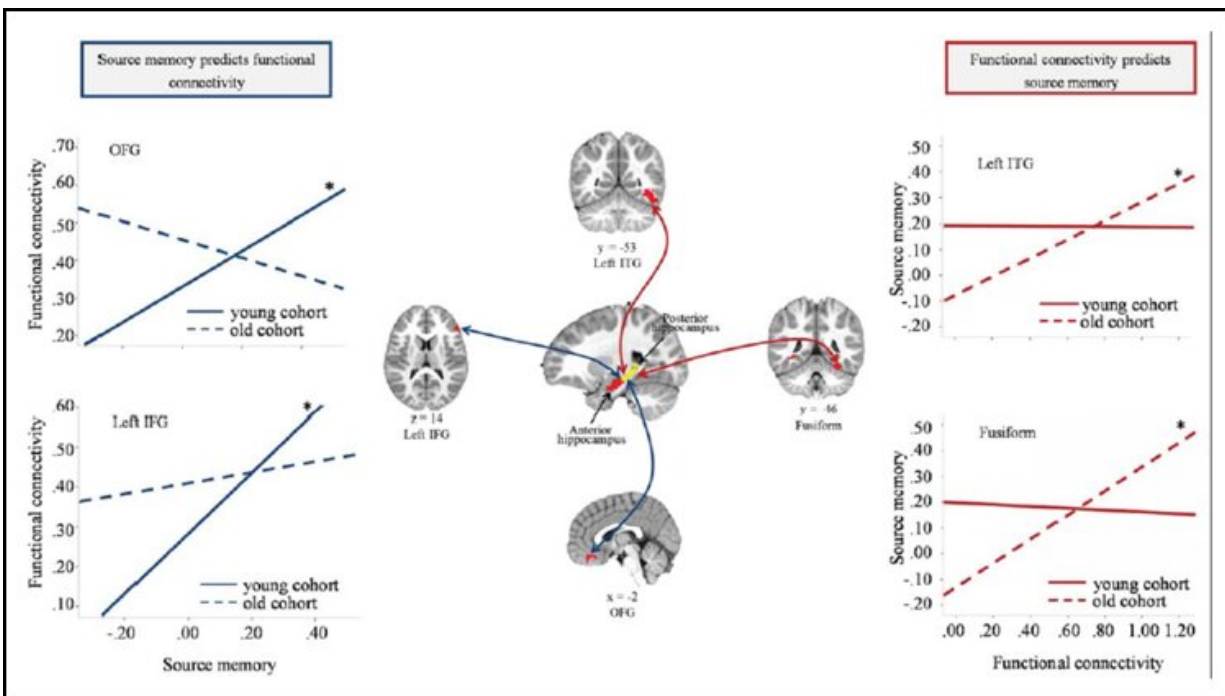 Source memory predicts functional
connectivity
.70
OFG
.60
.50
.40
.30
.20
Functional connectivity
*
young cohort
old cohort
.60
Left IFG
.50
.40
.30
.20
.10
Functional connectivity
*
young cohort
old cohort
-.20 .00 .20 .40
Source memory
y = -53
Left ITG
z = 14
Left IFG
Posterior
hippocampus
Anterior
hippocampus
y = -46
Fusiform
x = -2
OFG
Functional connectivity predicts
source memory
.50
Left ITG
.40
.30
.20
.10
.00
-.10
-.20
Source memory
*
young cohort
old cohort
.50
Fusiform
.40
.30
.20
.10
.00
-.10
-.20
Source memory
*
young cohort
old cohort
.00 .20 .40 .60 .80 1.00 1.20
Functional connectivity